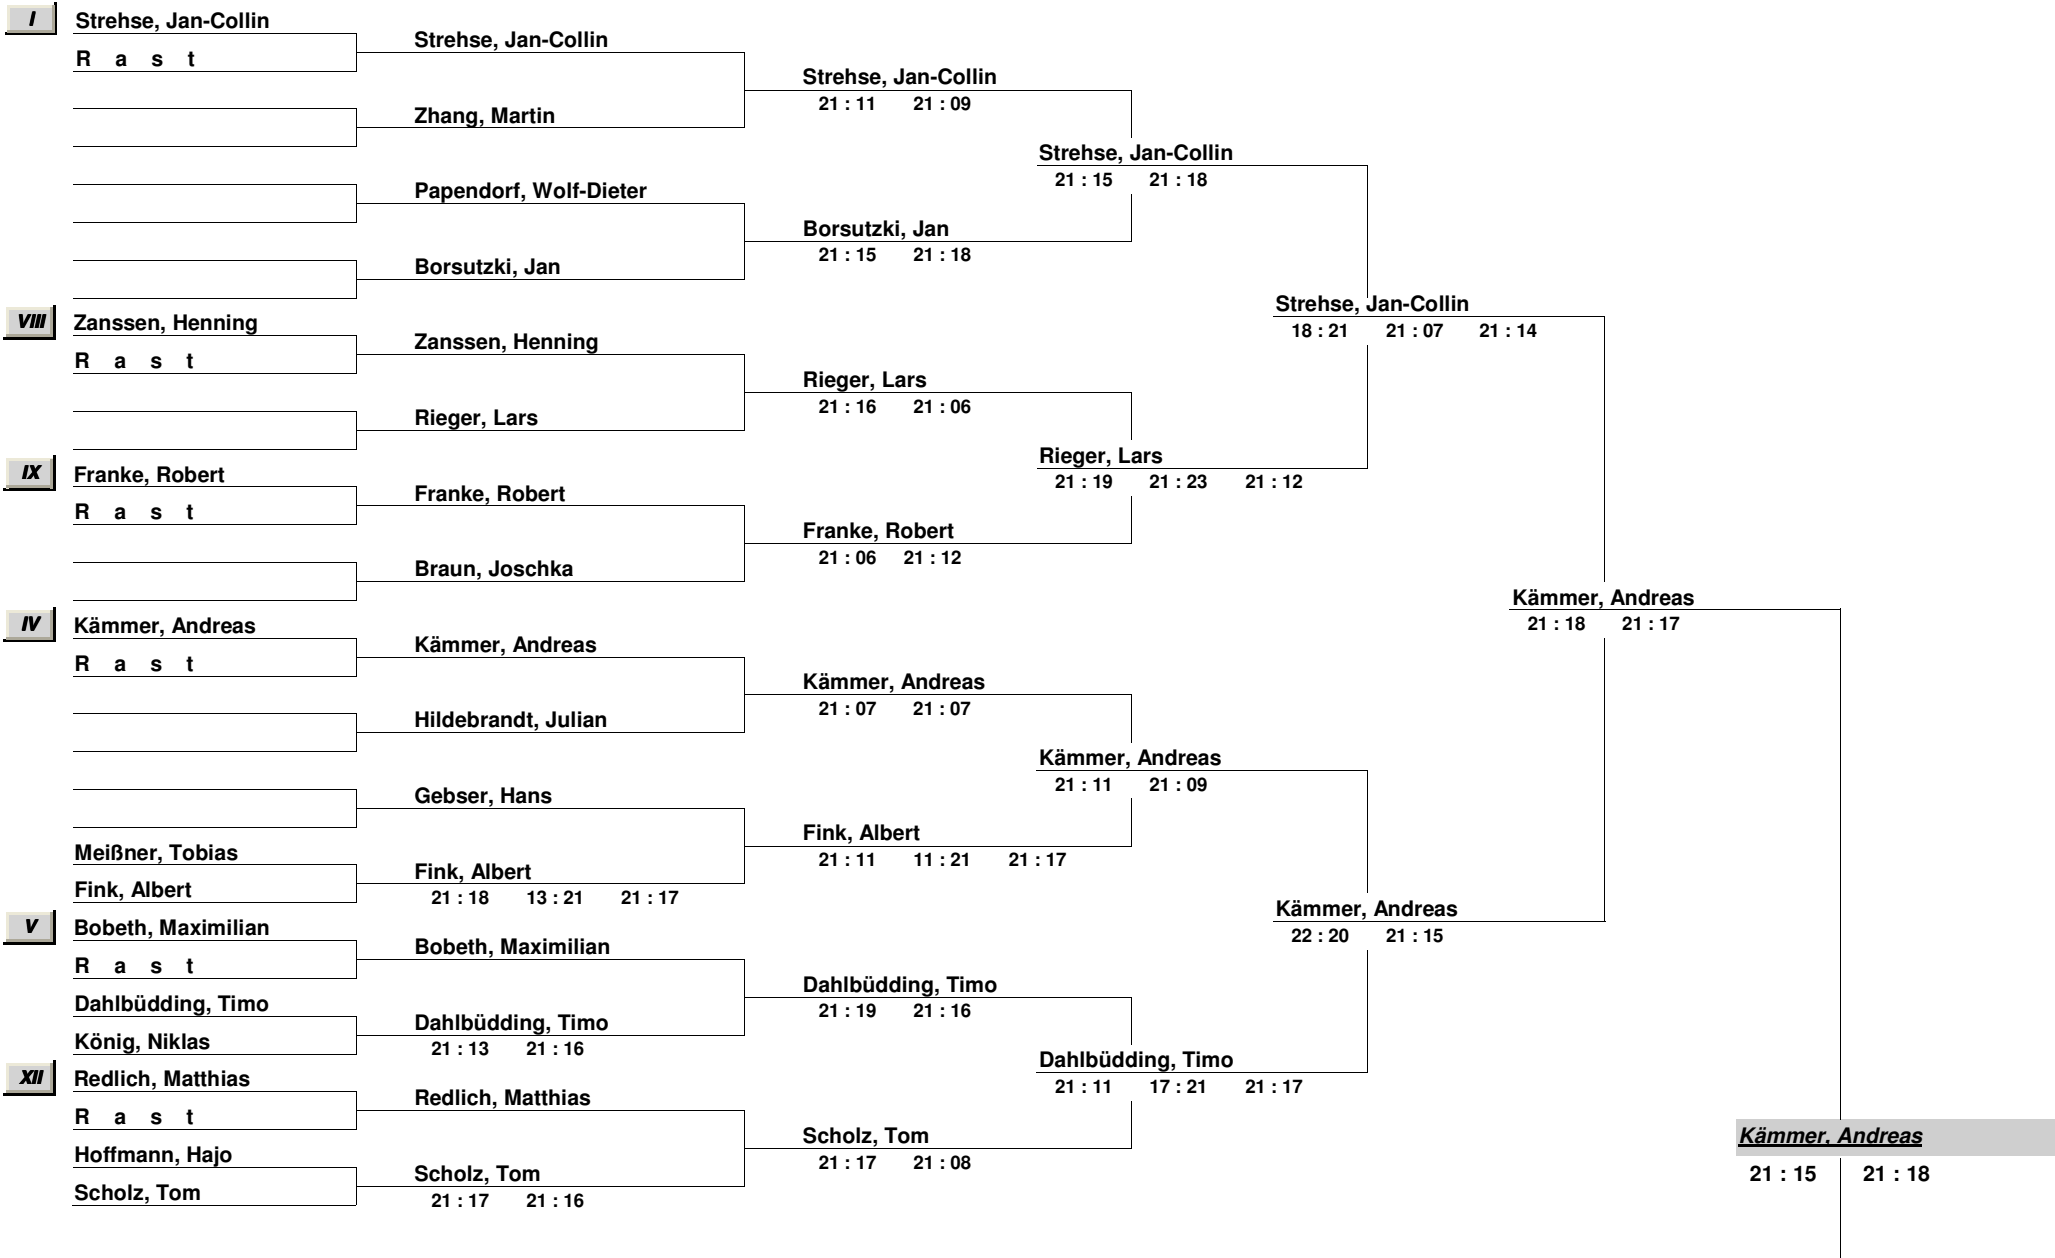 I Strehse, Jan-Collin
Strehse, Jan-Collin
R a s t
Strehse, Jan-Collin
21 : 11 21 : 09
Zhang, Martin
Strehse, Jan-Collin
21 : 15 21 : 18
Papendorf, Wolf-Dieter
Borsutzki, Jan
21 : 15 21 : 18
Borsutzki, Jan
Strehse, Jan-Collin
18 : 21 21 : 07 21 : 14
VIII Zanssen, Henning
Zanssen, Henning
R a s t
Rieger, Lars
21 : 16 21 : 06
Rieger, Lars
Rieger, Lars
21 : 19 21 : 23 21 : 12
IX Franke, Robert
Franke, Robert
R a s t
Franke, Robert
21 : 06 21 : 12
Braun, Joschka
Kämmer, Andreas
21 : 18 21 : 17
IV Kämmer, Andreas
Kämmer, Andreas
R a s t
Kämmer, Andreas
21 : 07 21 : 07
Hildebrandt, Julian
Kämmer, Andreas
21 : 11 21 : 09
Gebser, Hans
Fink, Albert
21 : 11 11 : 21 21 : 17
Meißner, Tobias
Fink, Albert
Fink, Albert
21 : 18 13 : 21 21 : 17
Kämmer, Andreas
22 : 20 21 : 15
V Bobeth, Maximilian
Bobeth, Maximilian
R a s t
Dahlbüdding, Timo
21 : 19 21 : 16
Dahlbüdding, Timo
Dahlbüdding, Timo
König, Niklas
21 : 13 21 : 16
Dahlbüdding, Timo
21 : 11 17 : 21 21 : 17
XII Redlich, Matthias
Redlich, Matthias
R a s t
Scholz, Tom
21 : 17 21 : 08
Hoffmann, Hajo
Scholz, Tom
Scholz, Tom
21 : 17 21 : 16
Kämmer, Andreas
21 : 15 21 : 18